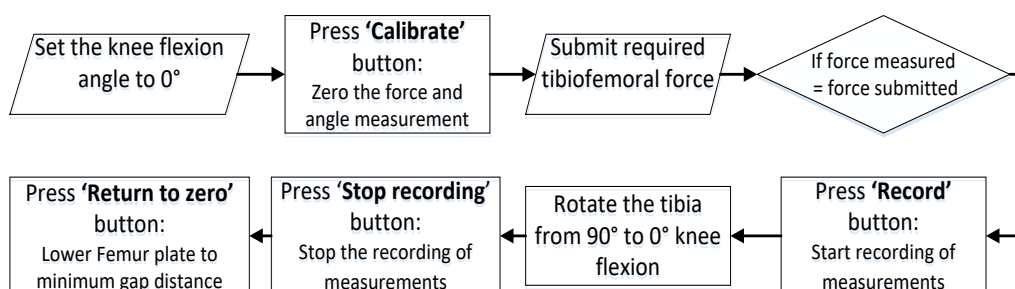 Set the knee flexion
angle to 0°
Press 'Calibrate'
button:
Zero the force and
angle measurement
Submit required
tibiofemoral force
If force measured
= force submitted
Press 'Record'
button:
Start recording of
measurements
Rotate the tibia
from 90° to 0° knee
flexion
Press 'Stop recording'
button:
Stop the recording of
measurements
Press 'Return to zero'
button:
Lower Femur plate to
minimum gap distance